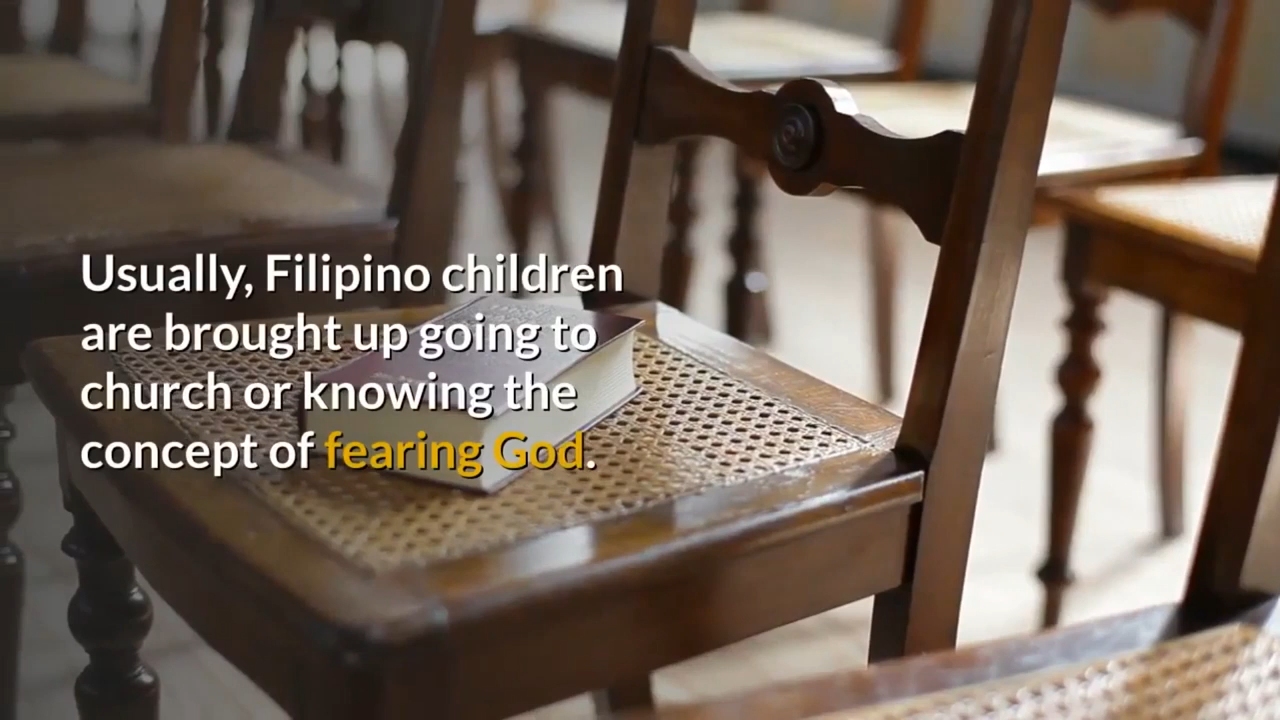 Usually, Filipino children
are brought up going to
church or knowing the
concept of fearing God.